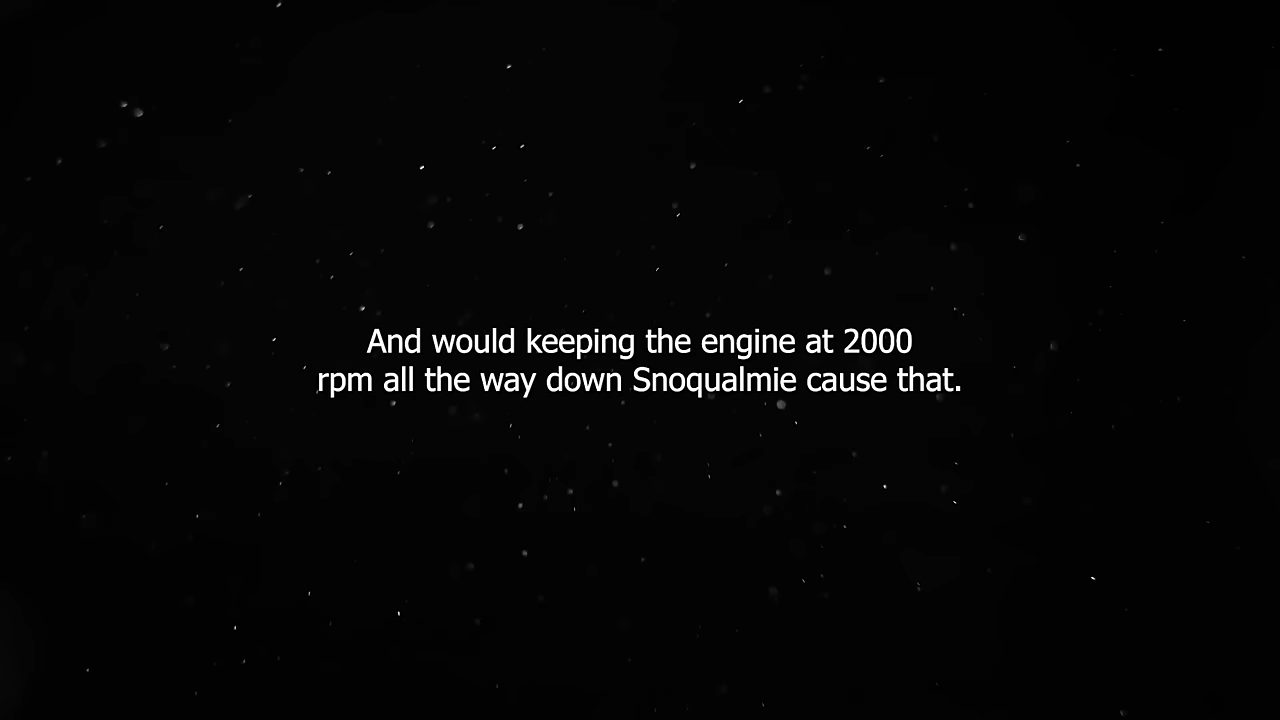 And would keeping the engine at 2000
rpm all the way down Snoqualmie cause that.